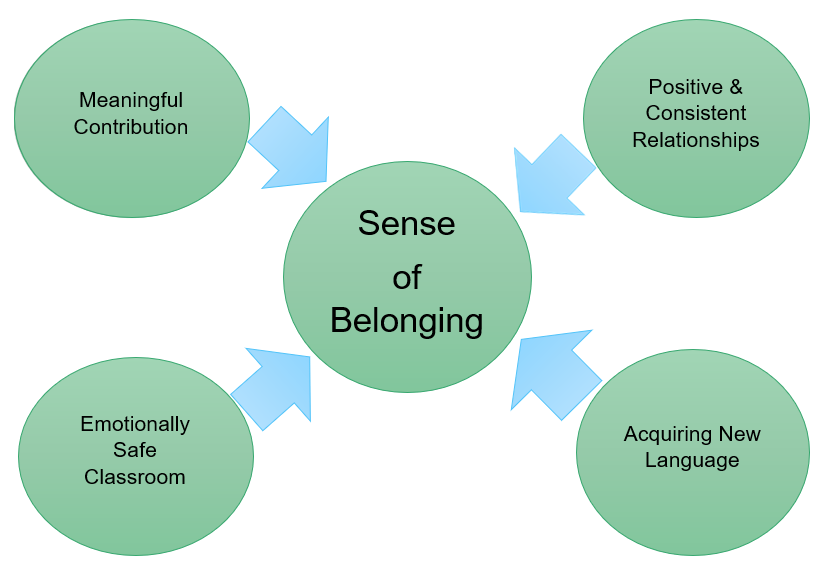 Meaningful
Contribution
Positive &
Consistent
Relationships
Sense
of
Belonging
Emotionally
Safe
Classroom
Acquiring New
Language